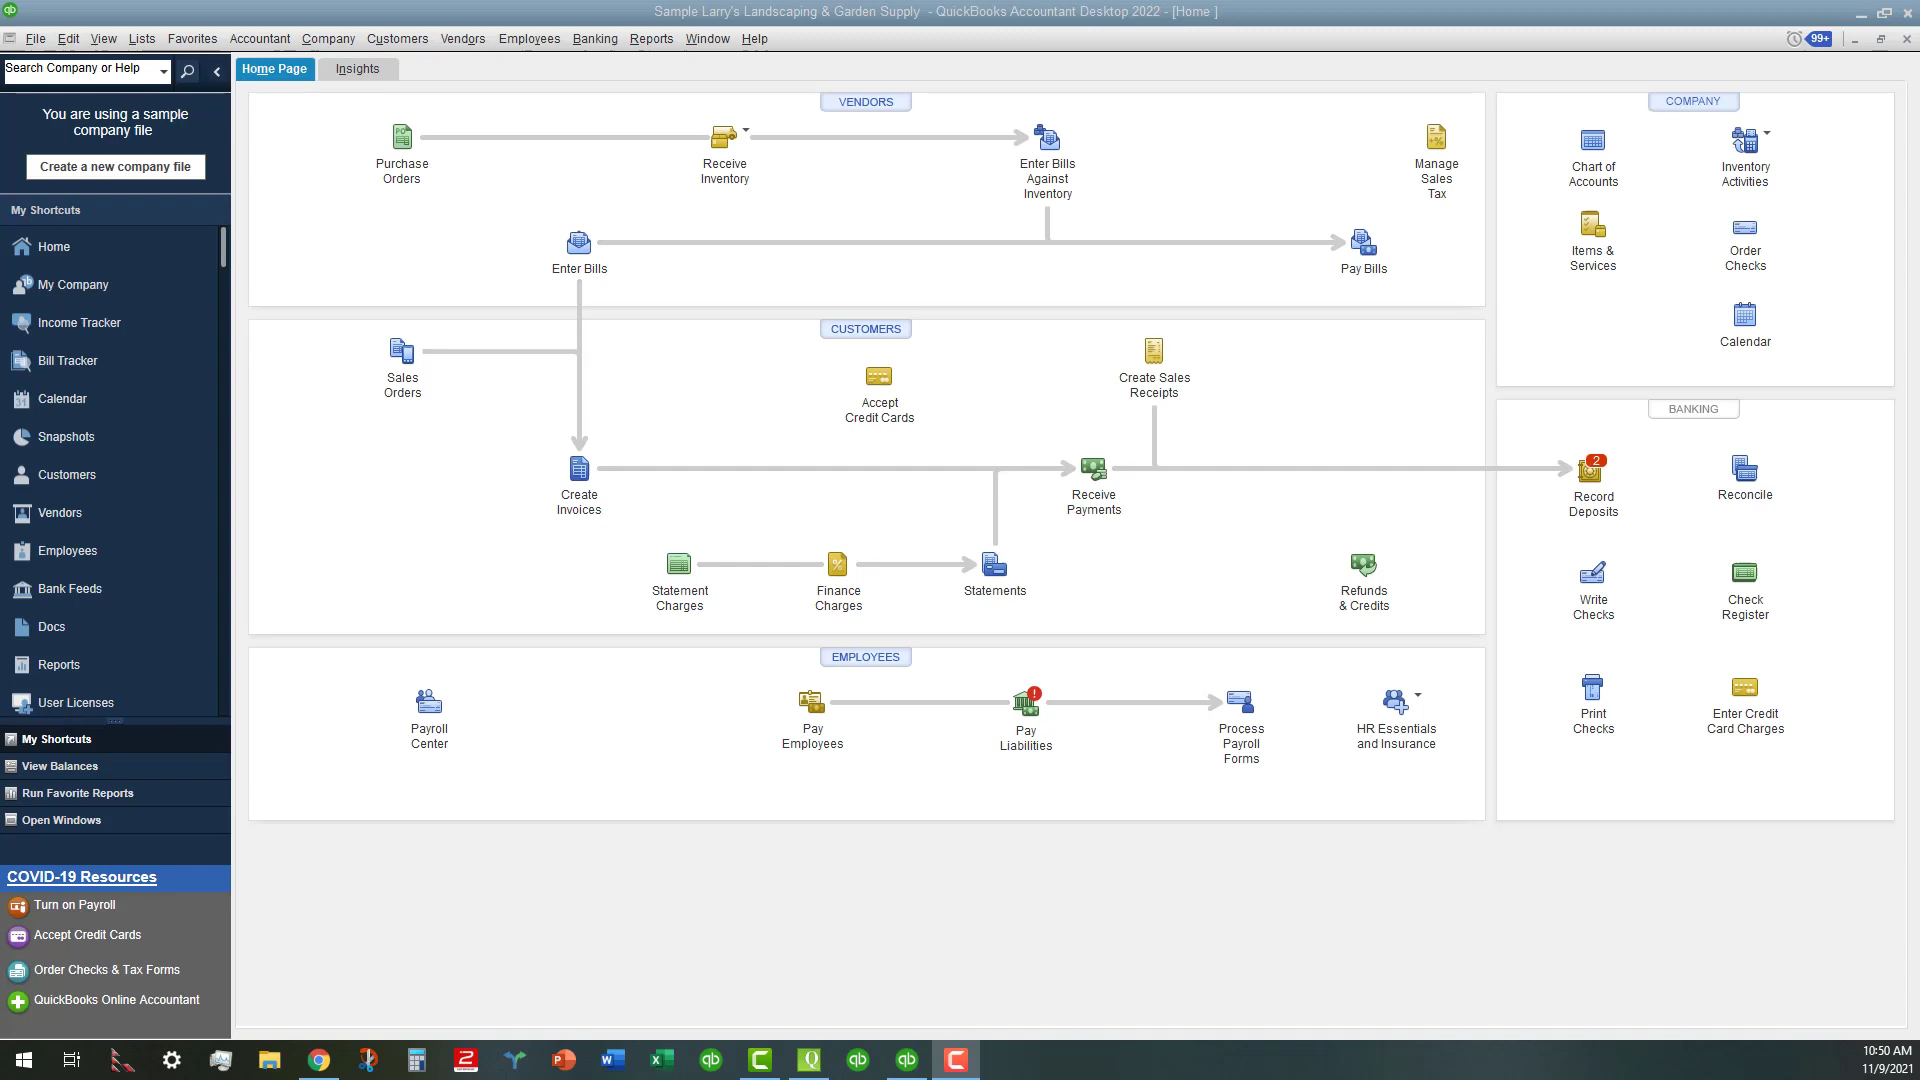 Sample Larry's Landscaping & Garden Supply - QuickBooks Accountant Desktop 2022 - [Home ]
File Edit View Lists Favorites Accountant Company Customers Vendors Employees Banking Reports Window Help
99+
Search Company or Help
Home Page Insights
You are using a sample
company file
Create a new company file
My Shortcuts
Home
My Company
Income Tracker
Bill Tracker
Calendar
Snapshots
Customers
Vendors
Employees
Bank Feeds
Docs
Reports
User Licenses
My Shortcuts
View Balances
Run Favorite Reports
Open Windows
COVID-19 Resources
Turn on Payroll
Accept Credit Cards
Order Checks & Tax Forms
QuickBooks Online Accountant
VENDORS
Purchase
Orders
Receive
Inventory
Enter Bills
Against
Inventory
Manage
Sales
Tax
Enter Bills
Pay Bills
CUSTOMERS
Sales
Orders
Accept
Credit Cards
Create Sales
Receipts
Create
Invoices
Receive
Payments
Statement
Charges
Finance
Charges
Statements
Refunds
& Credits
EMPLOYEES
Payroll
Center
Pay
Employees
Pay
Liabilities
Process
Payroll
Forms
HR Essentials
and Insurance
COMPANY
Chart of
Accounts
Inventory
Activities
Items &
Services
Order
Checks
Calendar
BANKING
2
Record
Deposits
Reconcile
Write
Checks
Check
Register
Print
Checks
Enter Credit
Card Charges
10:50 AM
11/9/2021